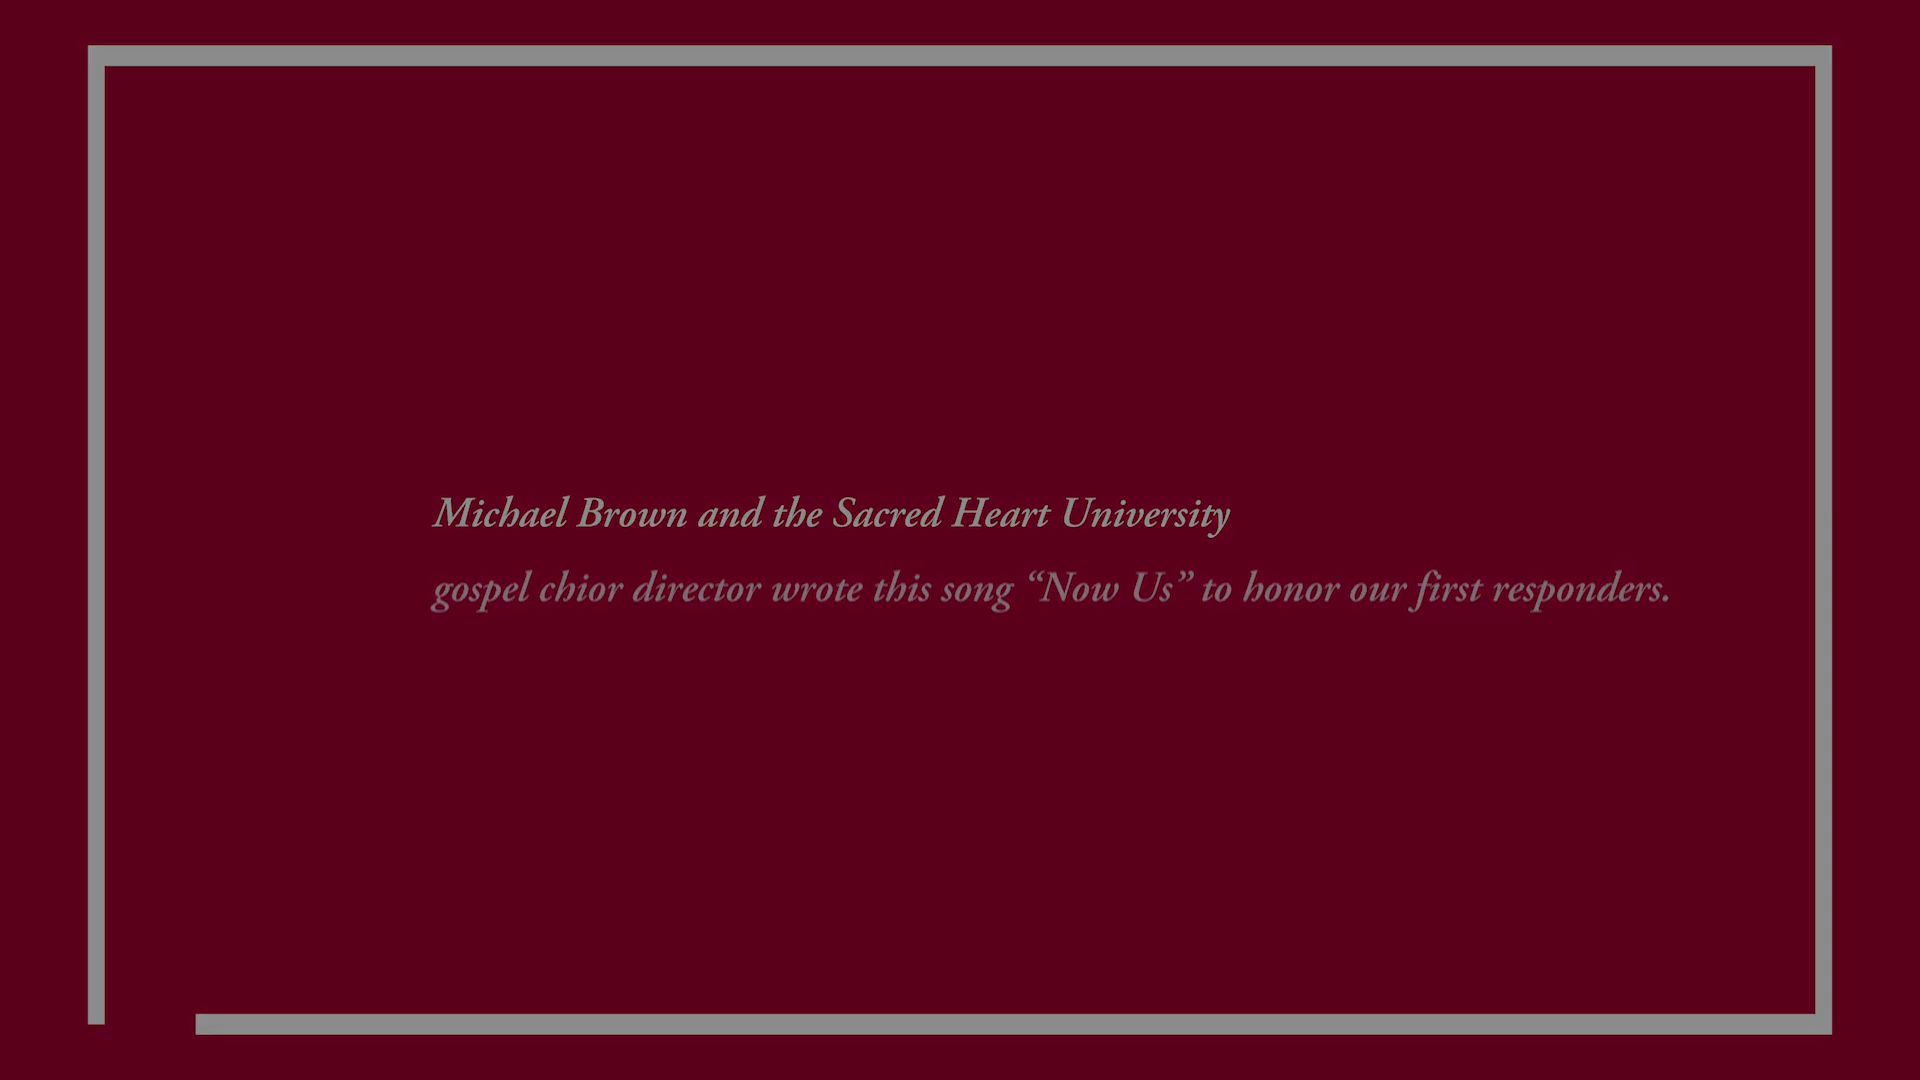 Michael Brown and the Sacred Heart University
gospel chior director wrote this song “Now Us” to honor our first responders.